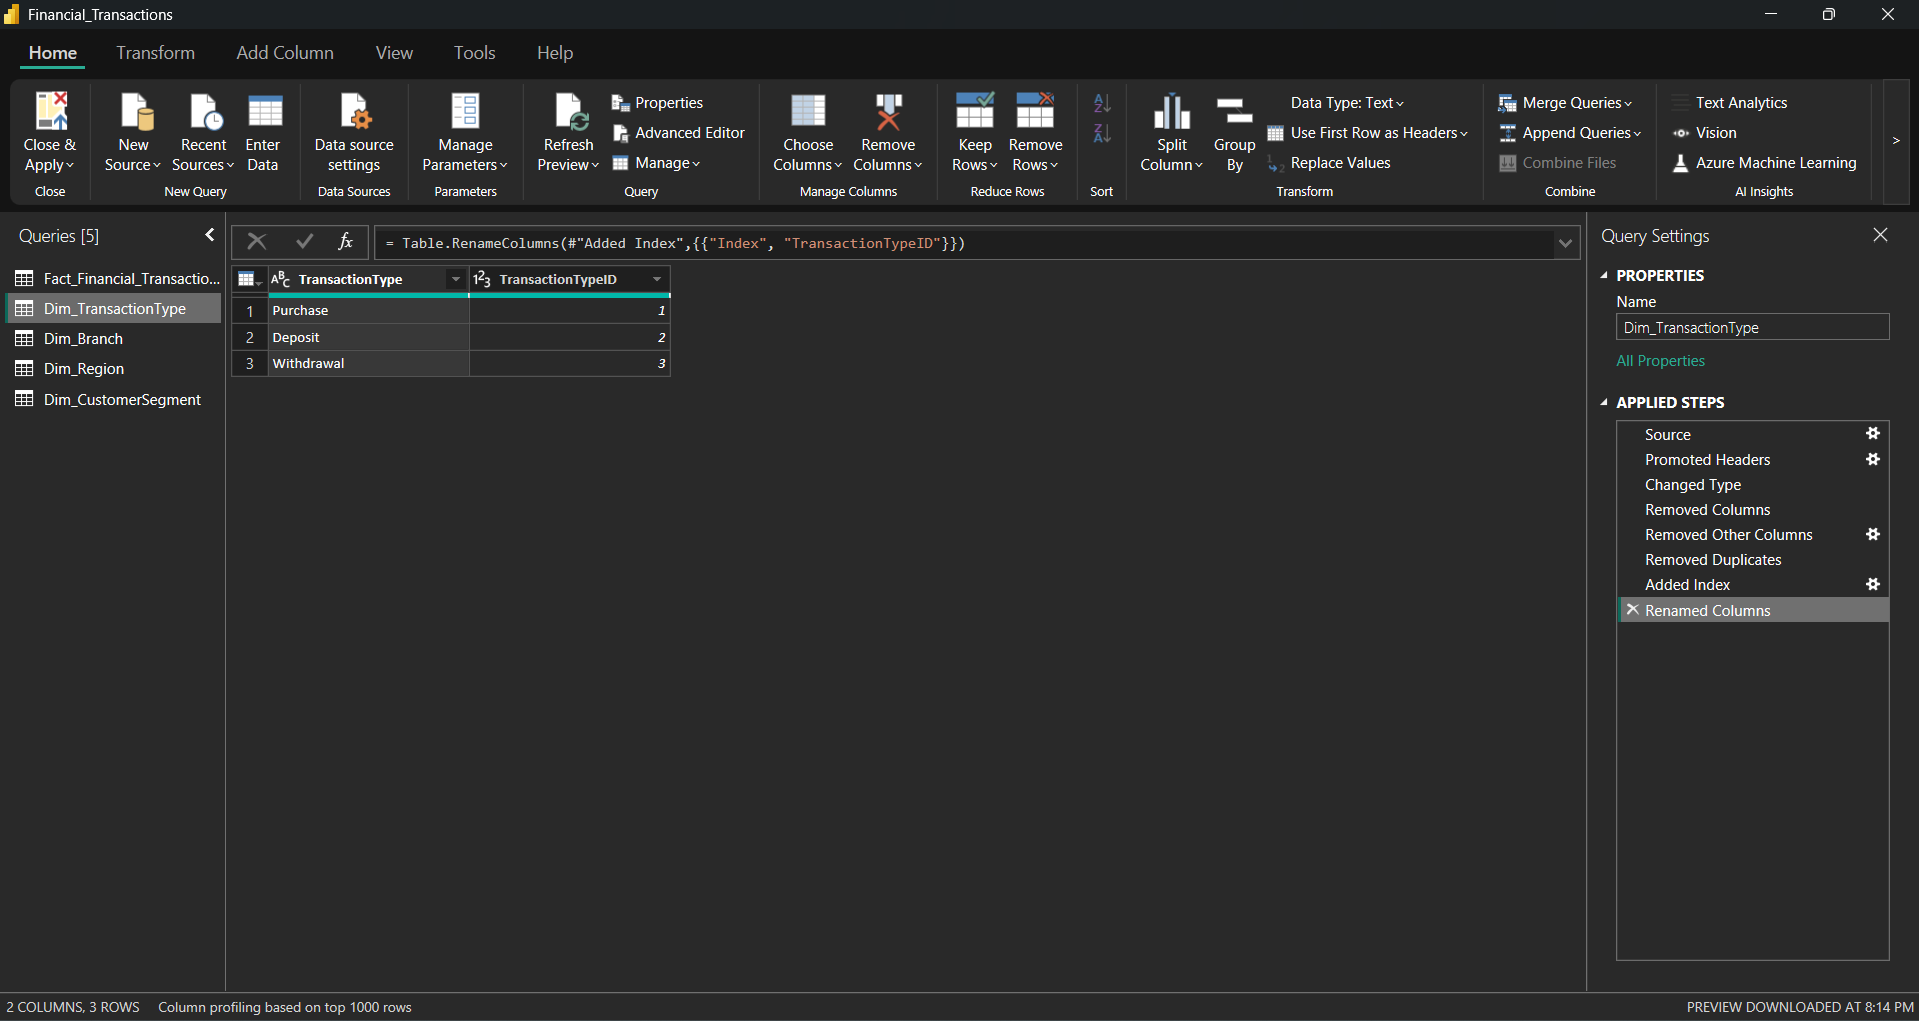 Financial_Transactions
Home Transform Add Column View Tools Help
Close & Apply
Close
New Source
Recent Sources
Enter Data
New Query
Data source settings
Data Sources
Manage Parameters
Parameters
Refresh Preview
Properties
Advanced Editor
Manage
Query
Choose Columns
Remove Columns
Manage Columns
Keep Rows
Remove Rows
Reduce Rows
Sort
Split Column
Group By
Data Type: Text
Use First Row as Headers
Replace Values
Transform
Merge Queries
Append Queries
Combine Files
Combine
Text Analytics
Vision
Azure Machine Learning
AI Insights
Queries [5]
Fact_Financial_Transactio...
Dim_TransactionType
Dim_Branch
Dim_Region
Dim_CustomerSegment
fx = Table.RenameColumns(#"Added Index",{{"Index", "TransactionTypeID"}})
ABC TransactionType 123 TransactionTypeID
1 Purchase 1
2 Deposit 2
3 Withdrawal 3
Query Settings
PROPERTIES
Name
Dim_TransactionType
All Properties
APPLIED STEPS
Source
Promoted Headers
Changed Type
Removed Columns
Removed Other Columns
Removed Duplicates
Added Index
Renamed Columns
2 COLUMNS, 3 ROWS Column profiling based on top 1000 rows
PREVIEW DOWNLOADED AT 8:14 PM